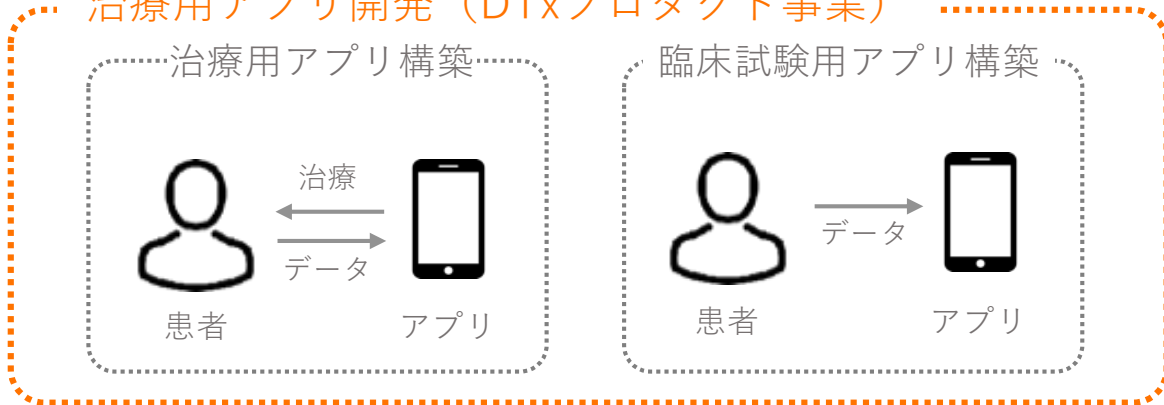 治療用アプリ開発（DTxプロダクト事業）
治療用アプリ構築
治療
データ
患者
アプリ
臨床試験用アプリ構築
データ
患者
アプリ